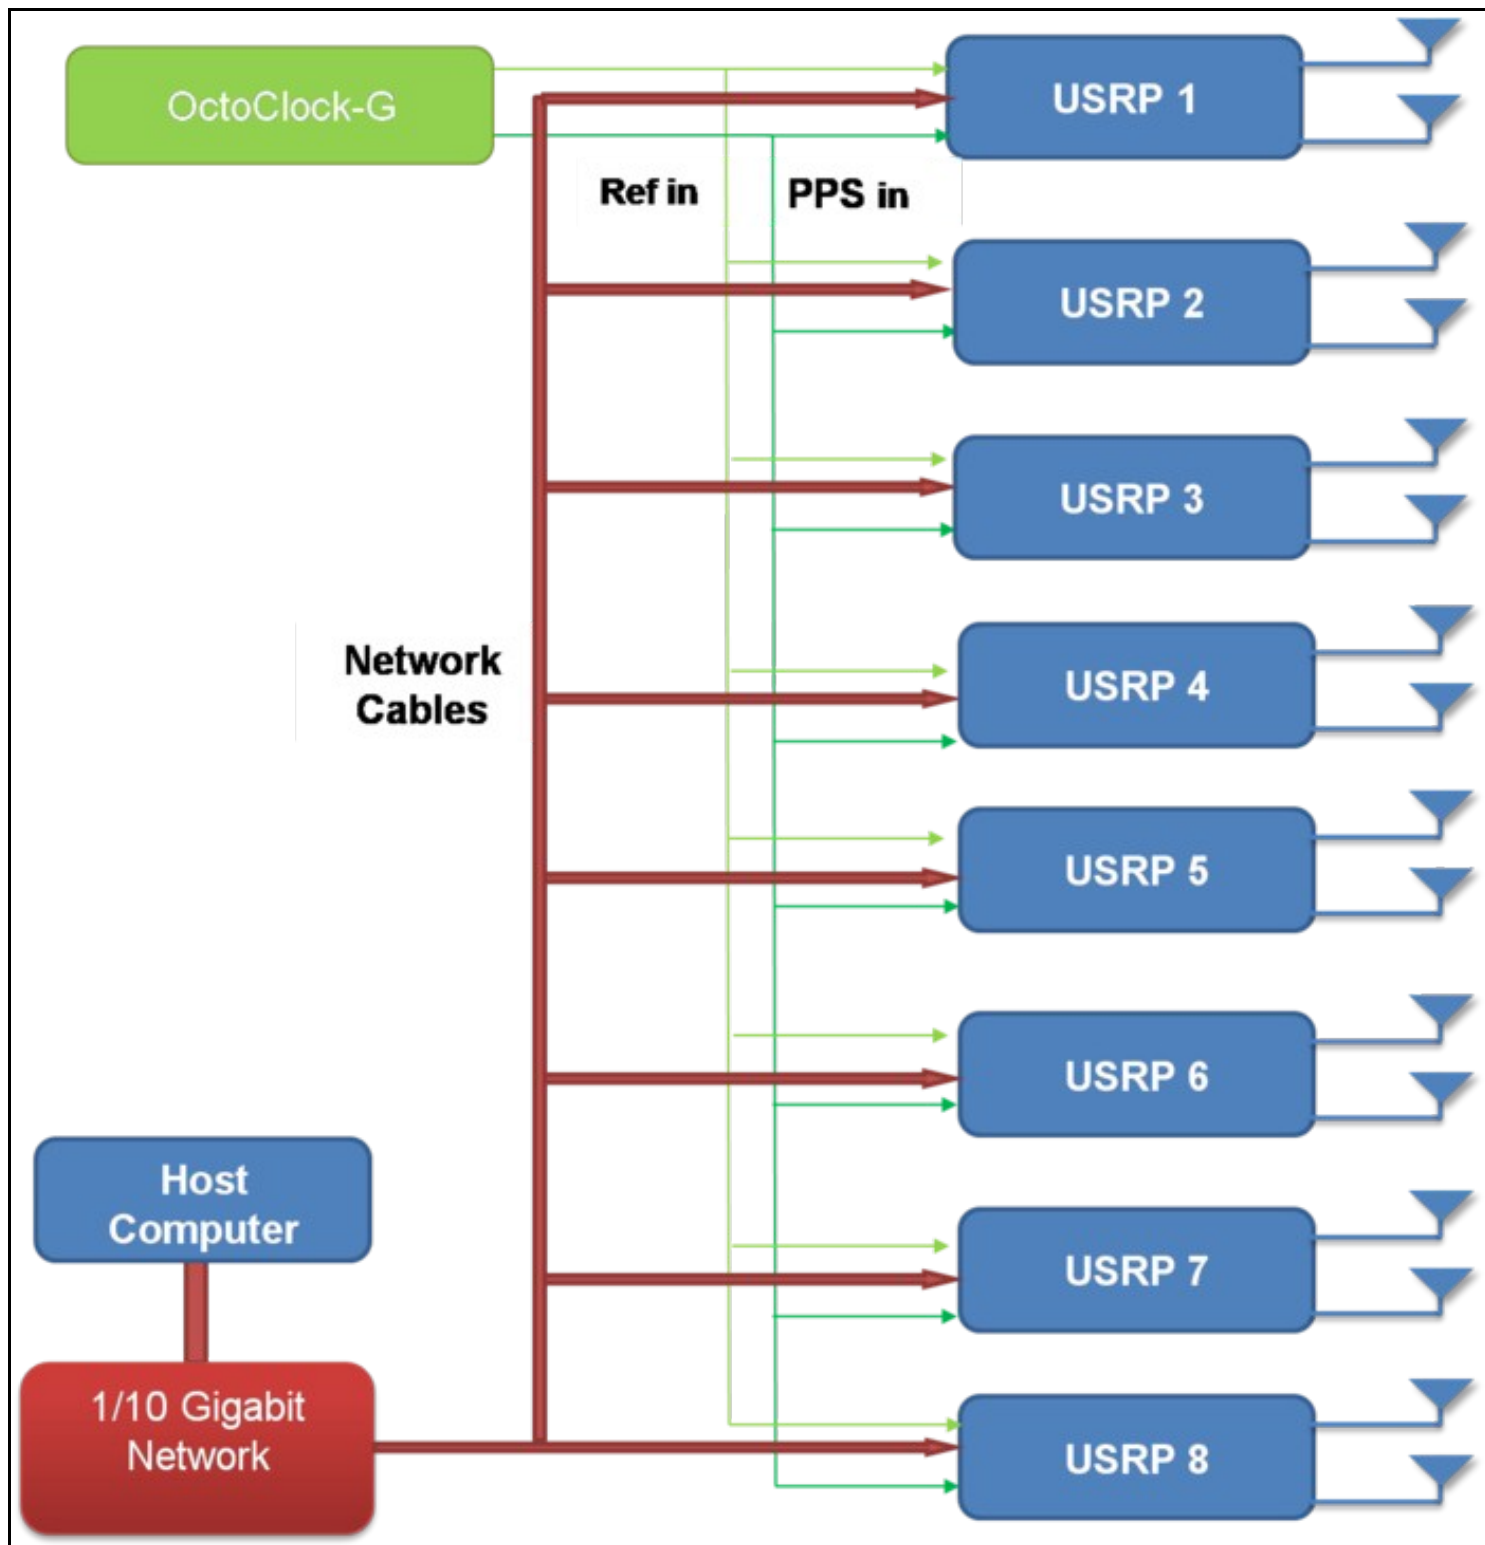 OctoClock-G
USRP 1
Ref in
PPS in
USRP 2
USRP 3
Network
Cables
USRP 4
USRP 5
USRP 6
Host
Computer
USRP 7
1/10 Gigabit
Network
USRP 8